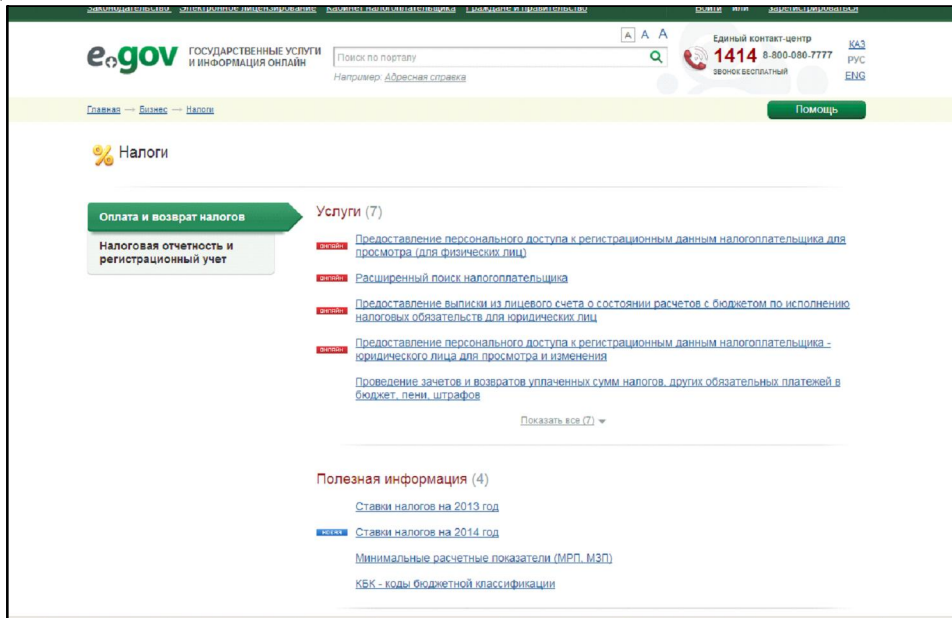 Законодательство Электронное лицензирование Кабинет налогоплательщика Граждане и правительство Войти или Зарегистрироваться
egov ГОСУДАРСТВЕННЫЕ УСЛУГИ
И ИНФОРМАЦИЯ ОНЛАЙН
Поиск по порталу
Например: Адресная справка
A A A
Единый контакт-центр
1414 8-800-080-7777
ЗВОНОК БЕСПЛАТНЫЙ
ҚАЗ
РУС
ENG
Главная → Бизнес → Налоги
Помощь
Налоги
Оплата и возврат налогов
Налоговая отчетность и
регистрационный учет
Услуги (7)
онлайн Предоставление персонального доступа к регистрационным данным налогоплательщика для
просмотра (для физических лиц)
онлайн Расширенный поиск налогоплательщика
онлайн Предоставление выписки из лицевого счета о состоянии расчетов с бюджетом по исполнению
налоговых обязательств для юридических лиц
онлайн Предоставление персонального доступа к регистрационным данным налогоплательщика -
юридического лица для просмотра и изменения
Проведение зачетов и возвратов уплаченных сумм налогов, других обязательных платежей в
бюджет, пени, штрафов
Показать все (7)
Полезная информация (4)
Ставки налогов на 2013 год
Ставки налогов на 2014 год
Минимальные расчетные показатели (МРП, МЗП)
КБК - коды бюджетной классификации